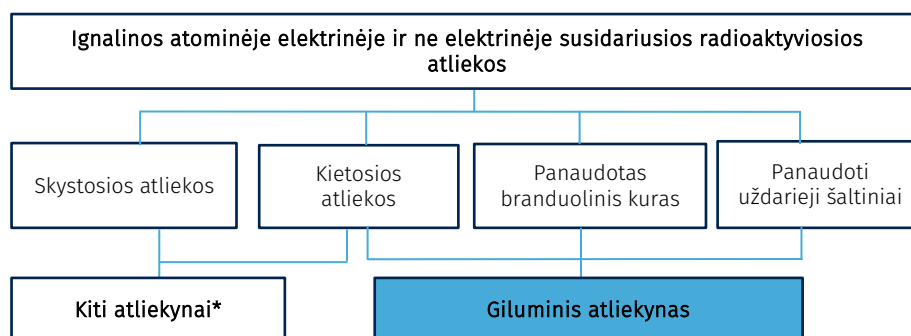 Ignalinos atominėje elektrinėje ir ne elektrinėje susidariusios radioaktyviosios
atliekos
Skystosios atliekos
Kietosios
atliekos
Panaudotas
branduolinis kuras
Panaudoti
uždarieji šaltiniai
Kiti atliekynai*
Giluminis atliekynas